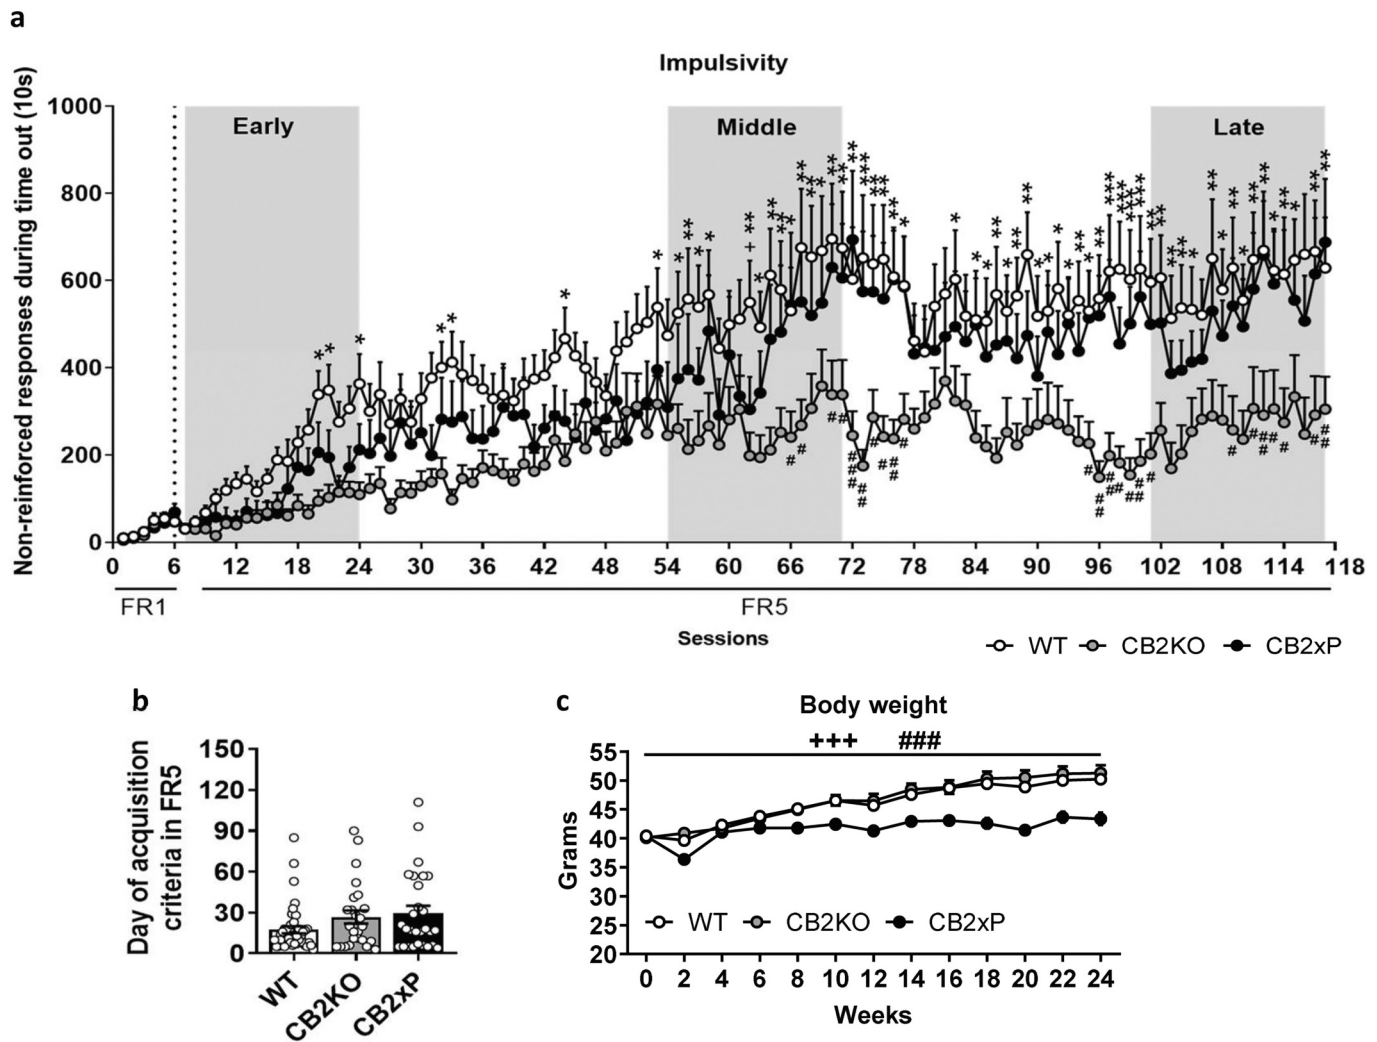 a
Impulsivity
Non-reinforced responses during time out (10s)
1000
800
600
400
200
0
Early
Middle
Late
0 6 12 18 24 30 36 42 48 54 60 66 72 78 84 90 96 102 108 114 118
FR1
FR5
Sessions
WT CB2KO CB2xP
b
Day of acquisition
criteria in FR5
150
120
90
60
30
0
WT
CB2KO
CB2xP
c
Body weight
+++ ###
Grams
55
50
45
40
35
30
25
20
WT CB2KO CB2xP
0 2 4 6 8 10 12 14 16 18 20 22 24
Weeks